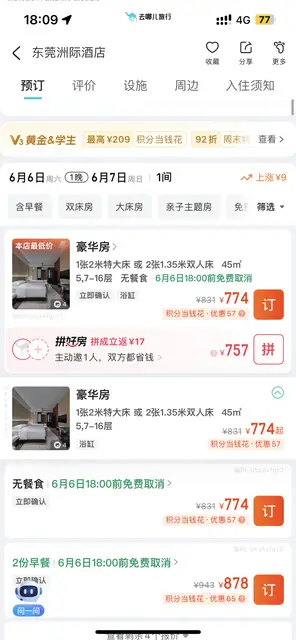 18:09
去哪儿旅行
4G 77
东莞洲际酒店
收藏 分享 更多
预订 评价 设施 周边 入住须知
V3 黄金&学生 最高¥209 积分当钱花 92折 周末特 查看
6月6日 周六 1晚 6月7日 周日 1间 上涨¥9
含早餐 双床房 大床房 亲子主题房 筛选
本店最低价
豪华房
1张2米特大床 或 2张1.35米双人床 45㎡
5,7-16层 无餐食 6月6日18:00前免费取消
立即确认 浴缸
¥831 ¥774
积分当钱花·优惠57
订
4
拼好房 拼成立返¥17
主动邀1人，双方都省钱
¥757
拼
豪华房
1张2米特大床 或 2张1.35米双人床 45㎡
5,7-16层
浴缸
¥831 ¥774起
积分当钱花·优惠57
4
无餐食 6月6日18:00前免费取消
立即确认
¥831 ¥774
积分当钱花·优惠57
订
2份早餐 6月6日18:00前免费取消
立即确认
¥943 ¥878
积分当钱花·优惠65
订
问一问
查看剩余4个报价